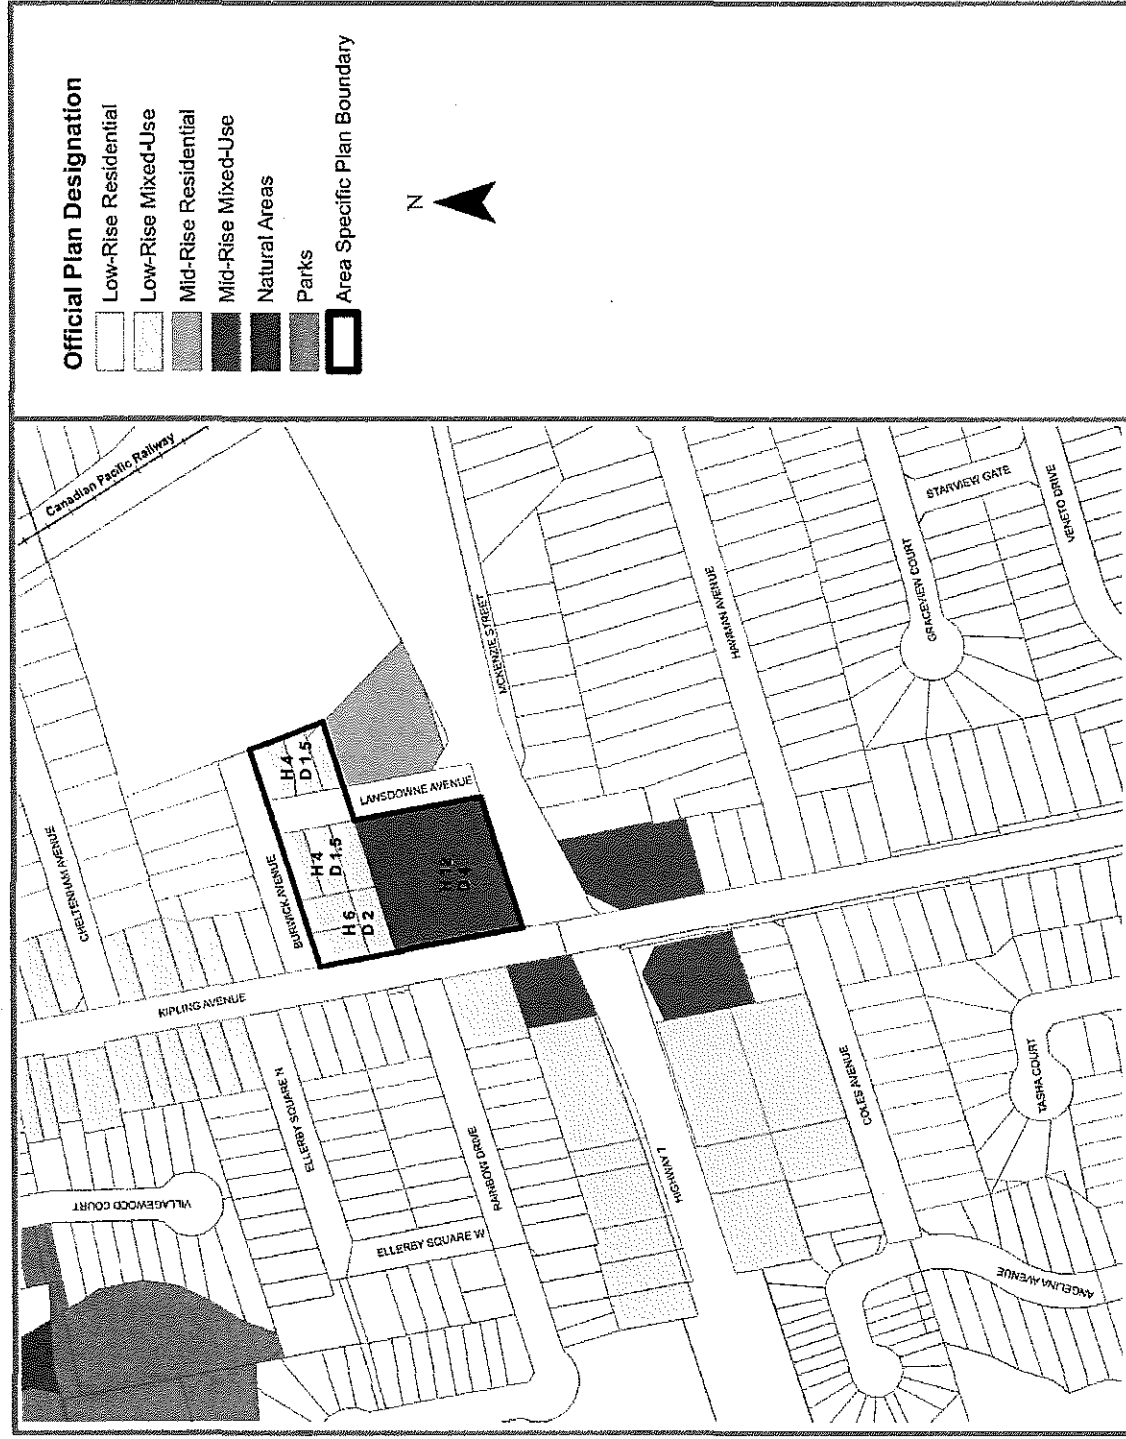 Official Plan Designation
Low-Rise Residential
Low-Rise Mixed-Use
Mid-Rise Residential
Mid-Rise Mixed-Use
Natural Areas
Parks
Area Specific Plan Boundary
N
Canadian Pacific Railway
CHELTENHAM AVENUE
BURWICK AVENUE
KIPLING AVENUE
LANSDOWNE AVENUE
H 4
D 1.5
H 4
D 1.5
H 6
D 2
D 4
MCKENZIE STREET
HAYMAN AVENUE
GRACEVIEW COURT
STARVIEW GATE
VENETO DRIVE
VILLAGEWOOD COURT
ELLERBY SQUARE N
ELLERBY SQUARE W
RAINBOW DRIVE
HIGHWAY 7
COLES AVENUE
TASHA COURT
ANGELINA AVENUE